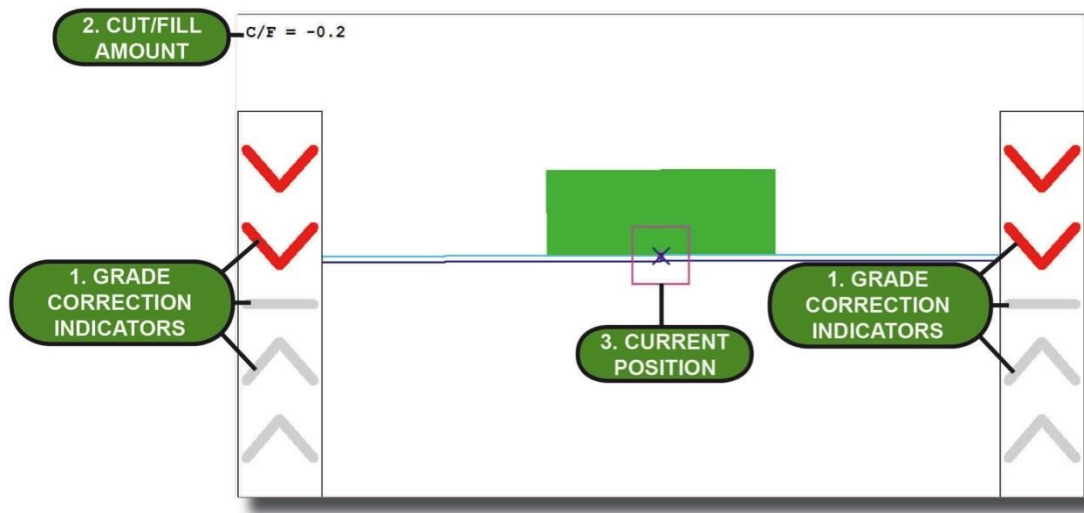 2. CUT/FILL
AMOUNT
C/F = -0.2
1. GRADE
CORRECTION
INDICATORS
1. GRADE
CORRECTION
INDICATORS
3. CURRENT
POSITION